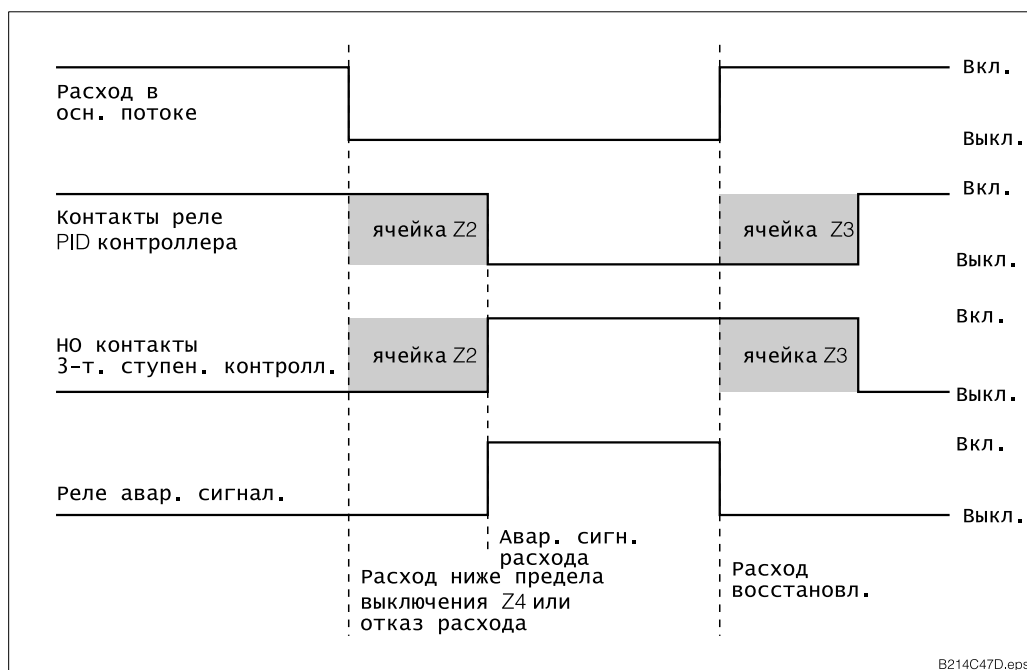 Расход в
осн. потоке
Вкл.
Выкл.
Контакты реле
PID контроллера
ячейка Z2
ячейка Z3
Вкл.
Выкл.
НО контакты
3-т. ступен. контролл.
ячейка Z2
ячейка Z3
Вкл.
Выкл.
Реле авар. сигнал.
Вкл.
Выкл.
Авар. сигн.
расхода
Расход ниже предела
выключения Z4 или
отказ расхода
Расход
восстановл.
B214C47D.eps